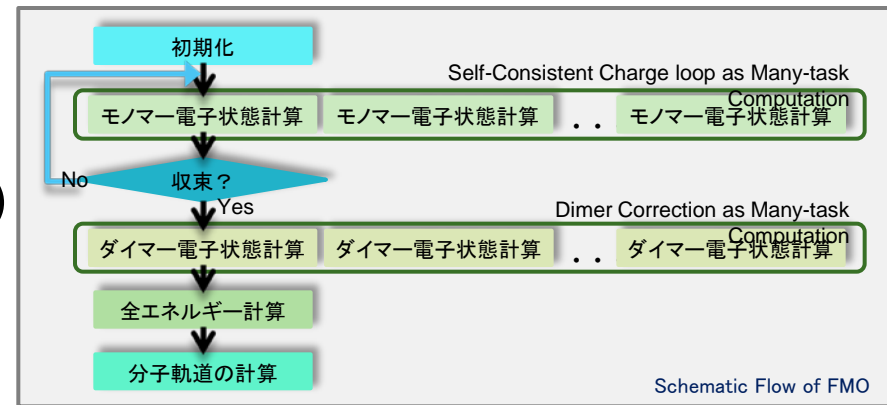 初期化
Self-Consistent Charge loop as Many-task
Computation
モノマー電子状態計算 モノマー電子状態計算 . . モノマー電子状態計算
No 収束？
Yes
Dimer Correction as Many-task
Computation
ダイマー電子状態計算 ダイマー電子状態計算 . . ダイマー電子状態計算
全エネルギー計算
分子軌道の計算
Schematic Flow of FMO